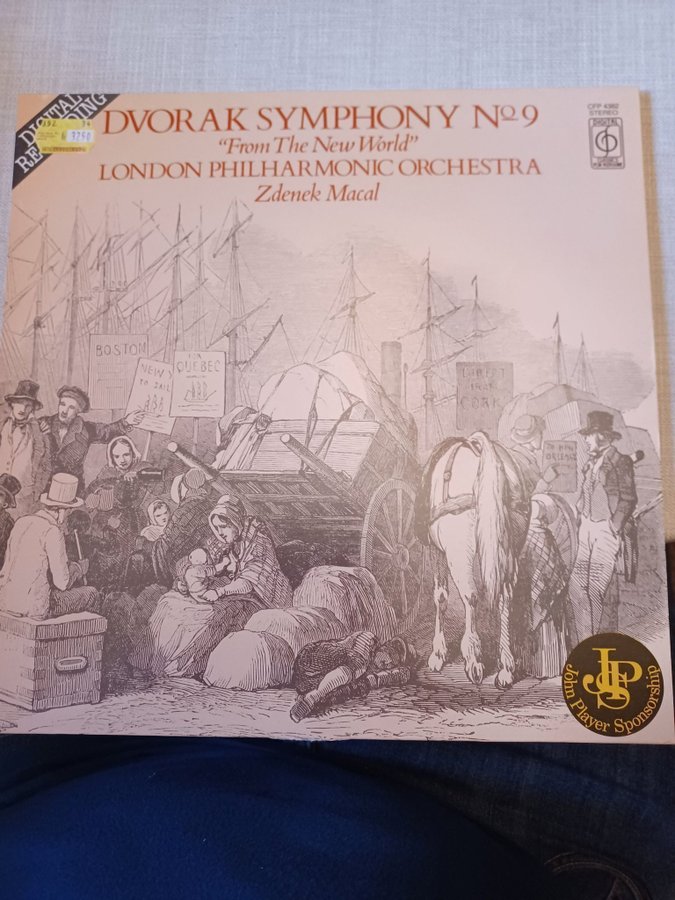 DIGITAL
RECORDING
3250
DVORAK SYMPHONY No 9
"From The New World"
LONDON PHILHARMONIC ORCHESTRA
Zdenek Macal
CFP 4382
STEREO
DIGITAL
BOSTON
NEW
QUEBEC
CORK
JPS
John Player Sponsorship